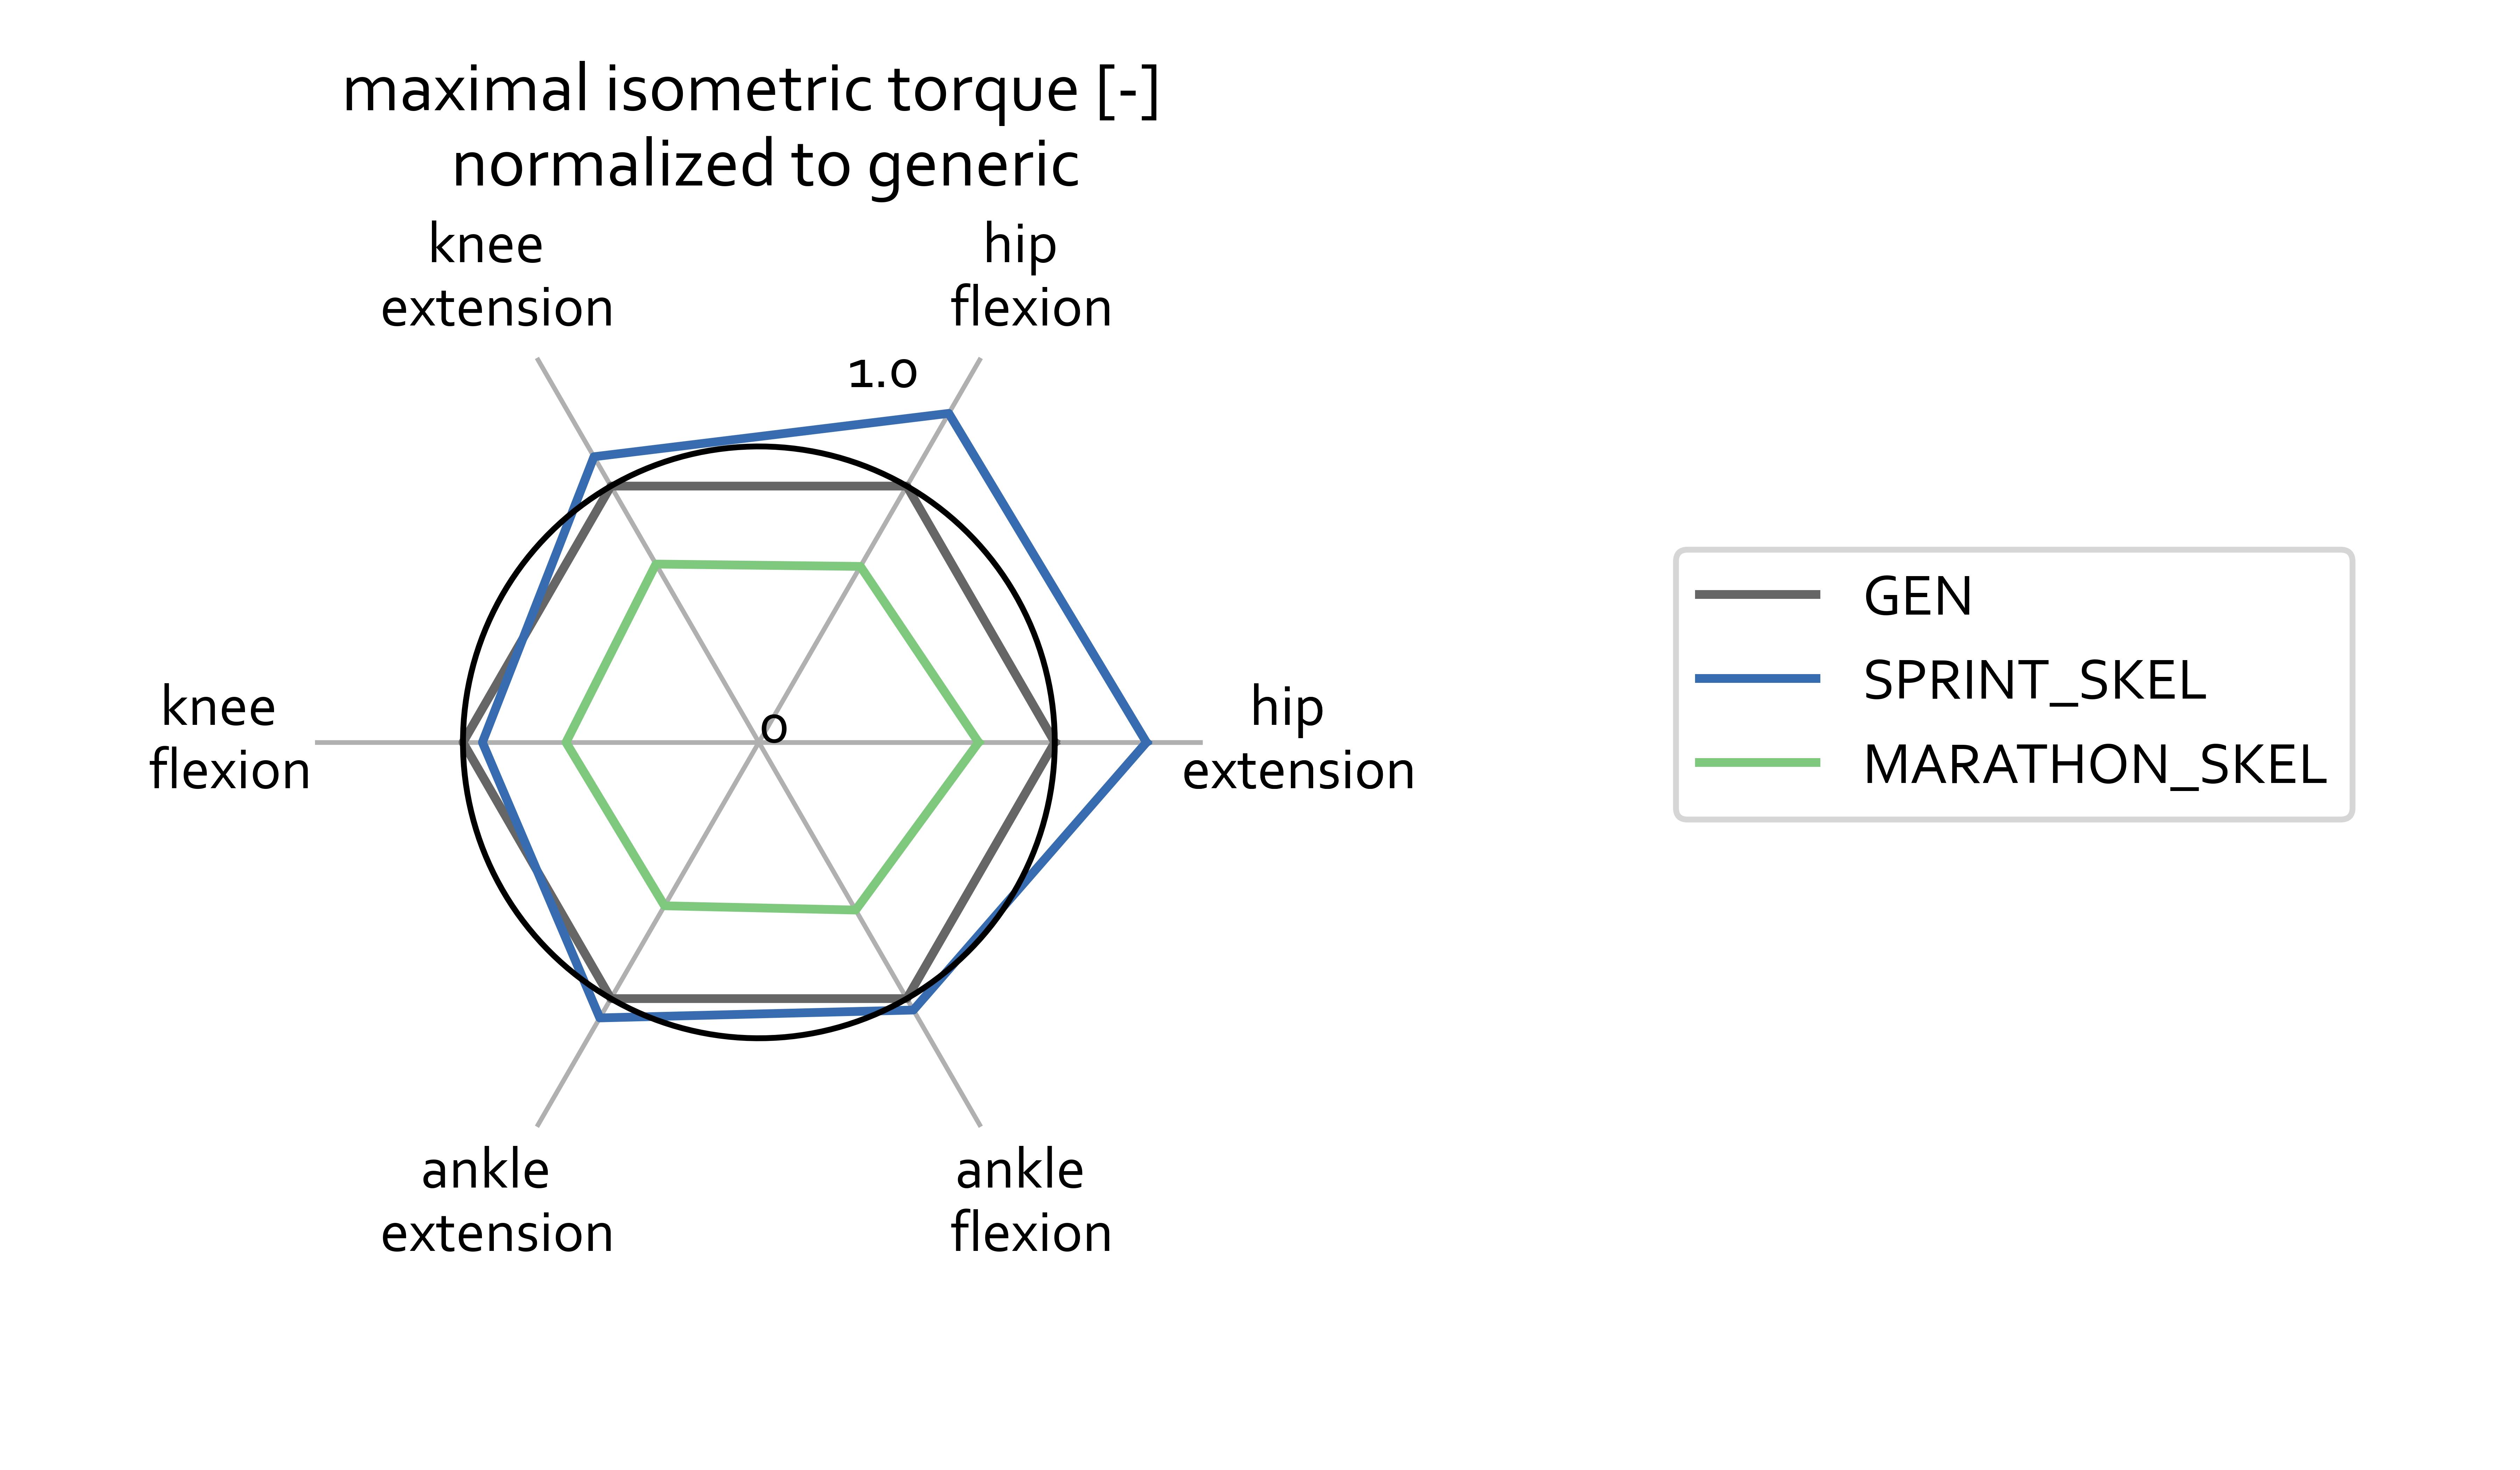 maximal isometric torque [-]
normalized to generic
knee
extension
hip
flexion
1.0
knee
flexion
0
hip
extension
ankle
extension
ankle
flexion
GEN
SPRINT_SKEL
MARATHON_SKEL